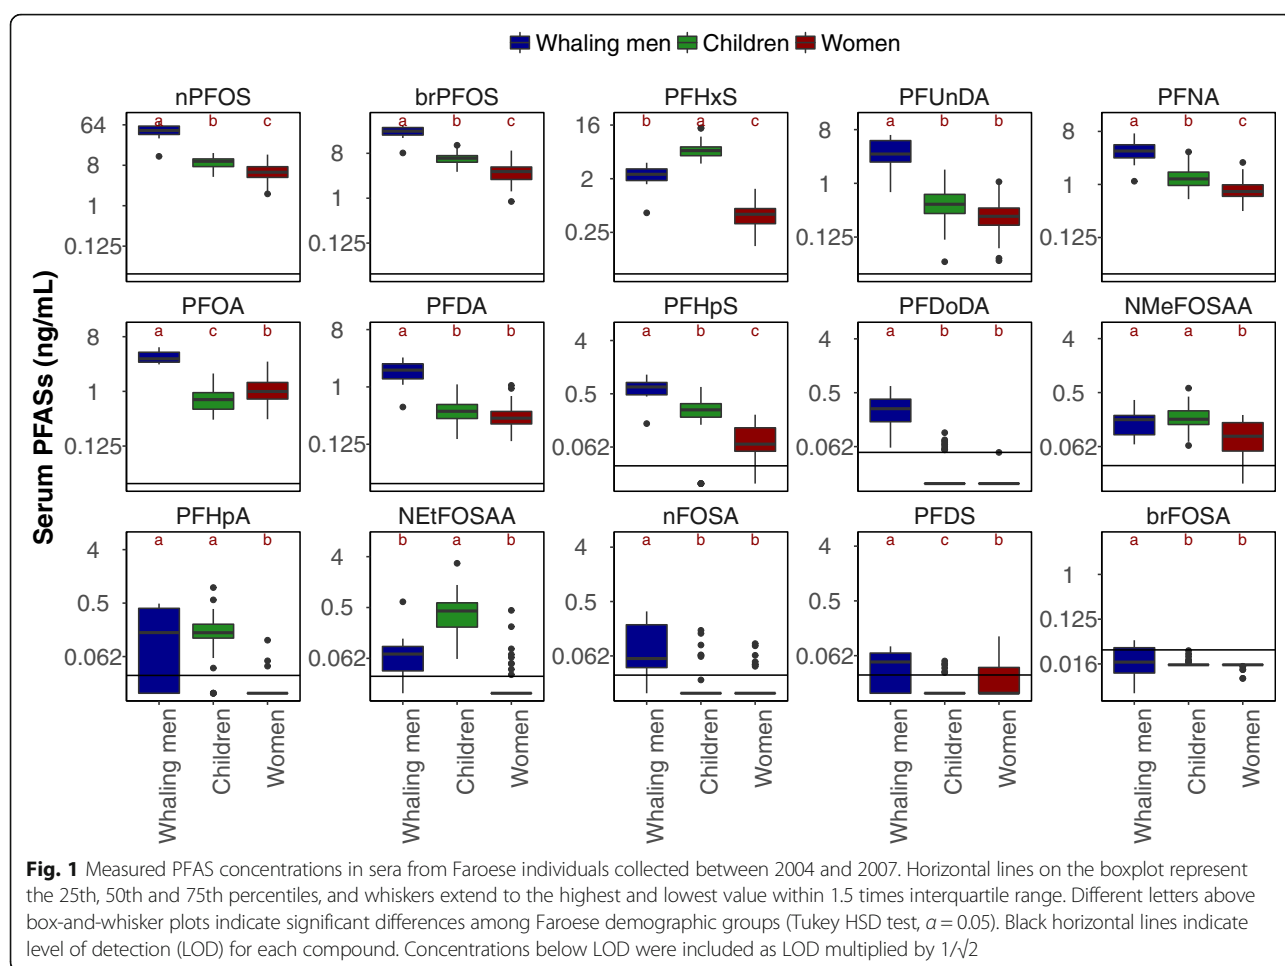 Whaling men Children Women
nPFOS brPFOS PFHxS PFUnDA PFNA
64 8 1 0.125 a b c
8 1 0.125 a b c
16 2 0.25 b a c
8 1 0.125 a b b
8 1 0.125 a b c
Serum PFASs (ng/mL)
PFOA PFDA PFHpS PFDoDA NMeFOSAA
8 1 0.125 a c b
8 1 0.125 a b b
4 0.5 0.062 a b c
4 0.5 0.062 a b b
4 0.5 0.062 a a b
PFHpA NEtFOSAA nFOSA PFDS brFOSA
4 0.5 0.062 a a b
4 0.5 0.062 b a b
4 0.5 0.062 a b b
4 0.5 0.062 a c b
1 0.125 0.016 a b b
Whaling men Children Women
Whaling men Children Women
Whaling men Children Women
Whaling men Children Women
Whaling men Children Women
Fig. 1 Measured PFAS concentrations in sera from Faroese individuals collected between 2004 and 2007. Horizontal lines on the boxplot represent
the 25th, 50th and 75th percentiles, and whiskers extend to the highest and lowest value within 1.5 times interquartile range. Different letters above
box-and-whisker plots indicate significant differences among Faroese demographic groups (Tukey HSD test, α = 0.05). Black horizontal lines indicate
level of detection (LOD) for each compound. Concentrations below LOD were included as LOD multiplied by 1/√2